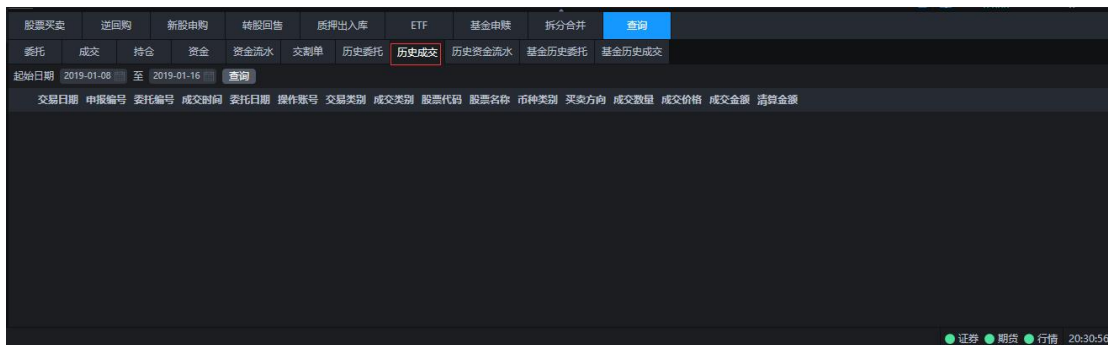 股票买卖 逆回购 新股申购 转股回售 质押出入库 ETF 基金申赎 拆分合并 查询
委托 成交 持仓 资金 资金流水 交割单 历史委托 历史成交 历史资金流水 基金历史委托 基金历史成交
起始日期 2019-01-08 至 2019-01-16 查询
交易日期 申报编号 委托编号 成交时间 委托日期 操作账号 交易类别 成交类别 股票代码 股票名称 币种类别 买卖方向 成交数量 成交价格 成交金额 清算金额
证券 期货 行情 20:30:56